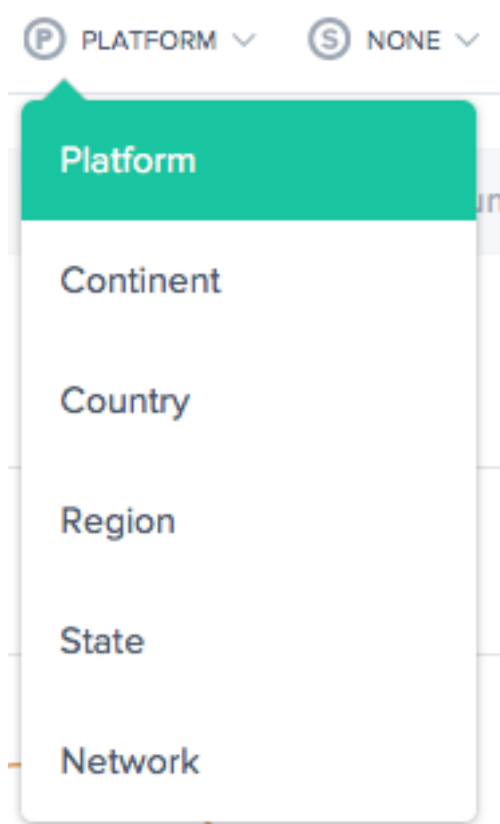 P PLATFORM S NONE
Platform
Continent
Country
Region
State
Network